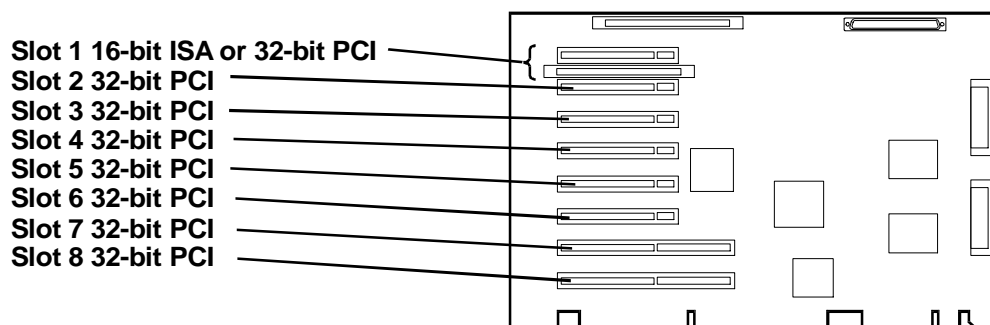 Slot 1 16-bit ISA or 32-bit PCI
Slot 2 32-bit PCI
Slot 3 32-bit PCI
Slot 4 32-bit PCI
Slot 5 32-bit PCI
Slot 6 32-bit PCI
Slot 7 32-bit PCI
Slot 8 32-bit PCI